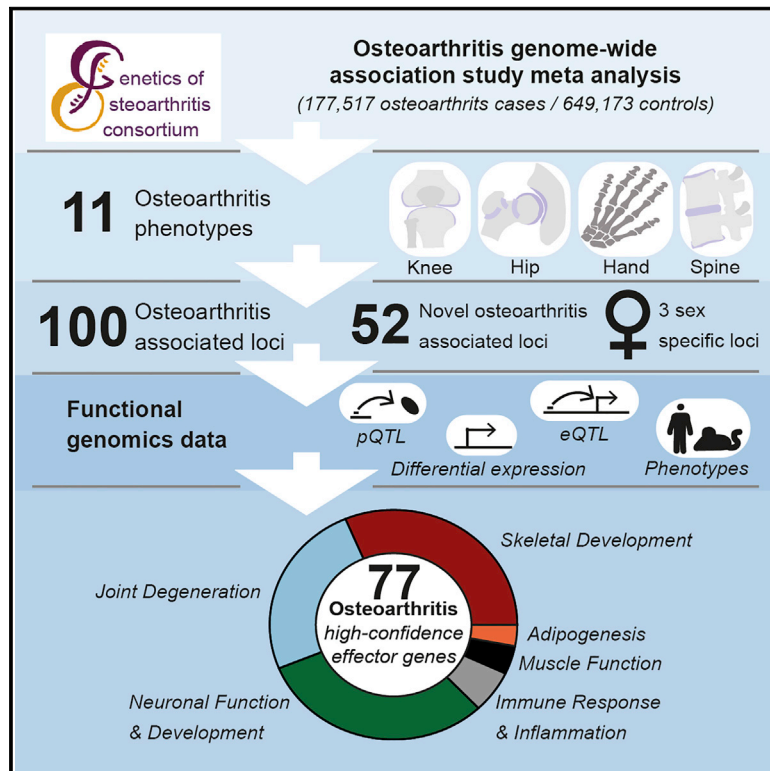 Genetics of
Osteoarthritis
consortium
Osteoarthritis genome-wide
association study meta analysis
(177,517 osteoarthrits cases / 649,173 controls)
11
Osteoarthritis
phenotypes
Knee
Hip
Hand
Spine
100
Osteoarthritis
associated loci
52
Novel osteoarthritis
associated loci
3 sex
specific loci
Functional
genomics data
pQTL
Differential expression
eQTL
Phenotypes
Joint Degeneration
Skeletal Development
77
Osteoarthritis
high-confidence
effector genes
Adipogenesis
Muscle Function
Neuronal Function
& Development
Immune Response
& Inflammation